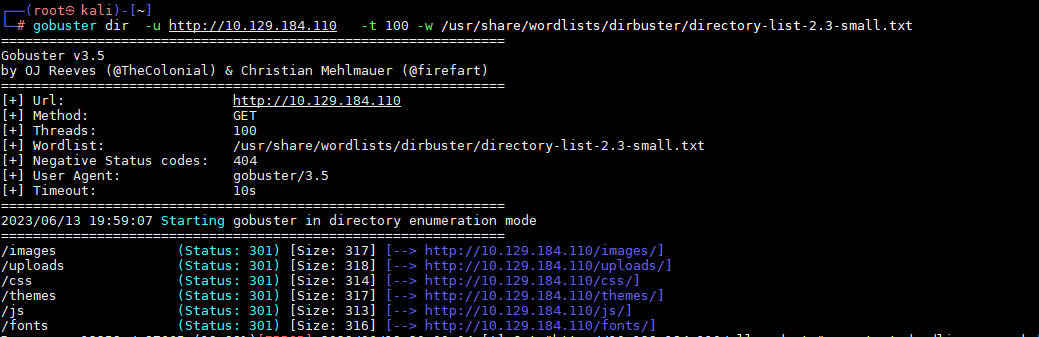 ┌──(root㉿kali)-[~]
└─# gobuster dir  -u http://10.129.184.110   -t 100 -w /usr/share/wordlists/dirbuster/directory-list-2.3-small.txt
===============================================================
Gobuster v3.5
by OJ Reeves (@TheColonial) & Christian Mehlmauer (@firefart)
===============================================================
[+] Url:                     http://10.129.184.110
[+] Method:                  GET
[+] Threads:                 100
[+] Wordlist:                /usr/share/wordlists/dirbuster/directory-list-2.3-small.txt
[+] Negative Status codes:   404
[+] User Agent:              gobuster/3.5
[+] Timeout:                 10s
===============================================================
2023/06/13 19:59:07 Starting gobuster in directory enumeration mode
===============================================================
/images               (Status: 301) [Size: 317] [--> http://10.129.184.110/images/]
/uploads              (Status: 301) [Size: 318] [--> http://10.129.184.110/uploads/]
/css                  (Status: 301) [Size: 314] [--> http://10.129.184.110/css/]
/themes               (Status: 301) [Size: 317] [--> http://10.129.184.110/themes/]
/js                   (Status: 301) [Size: 313] [--> http://10.129.184.110/js/]
/fonts                (Status: 301) [Size: 316] [--> http://10.129.184.110/fonts/]